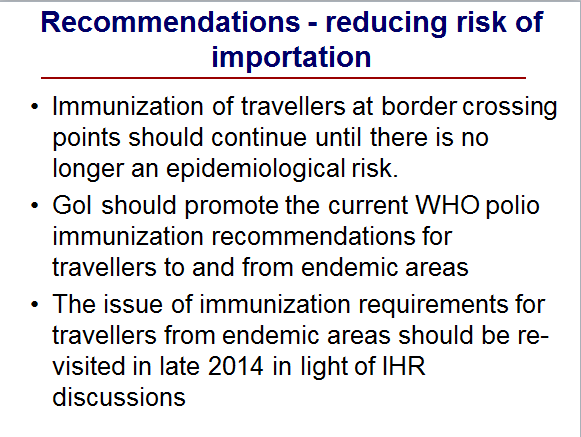 Recommendations - reducing risk of
importation
• Immunization of travellers at border crossing
points should continue until there is no
longer an epidemiological risk.
• GoI should promote the current WHO polio
immunization recommendations for
travellers to and from endemic areas
• The issue of immunization requirements for
travellers from endemic areas should be re-
visited in late 2014 in light of IHR
discussions